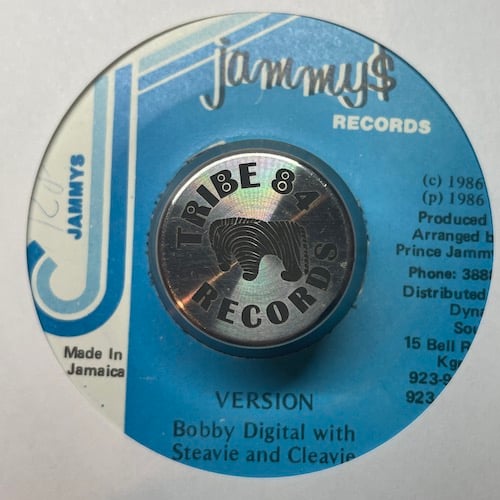 jammy$
RECORDS
JAMMYS
(c) 1986
(p) 1986
Produced
Arranged b
Prince Jamm
Phone: 388
Distributed
Dyna
Sou
15 Bell R
Kg
923-9
923
Made In
Jamaica
TRIBE 84
RECORDS
VERSION
Bobby Digital with
Steavie and Cleavie